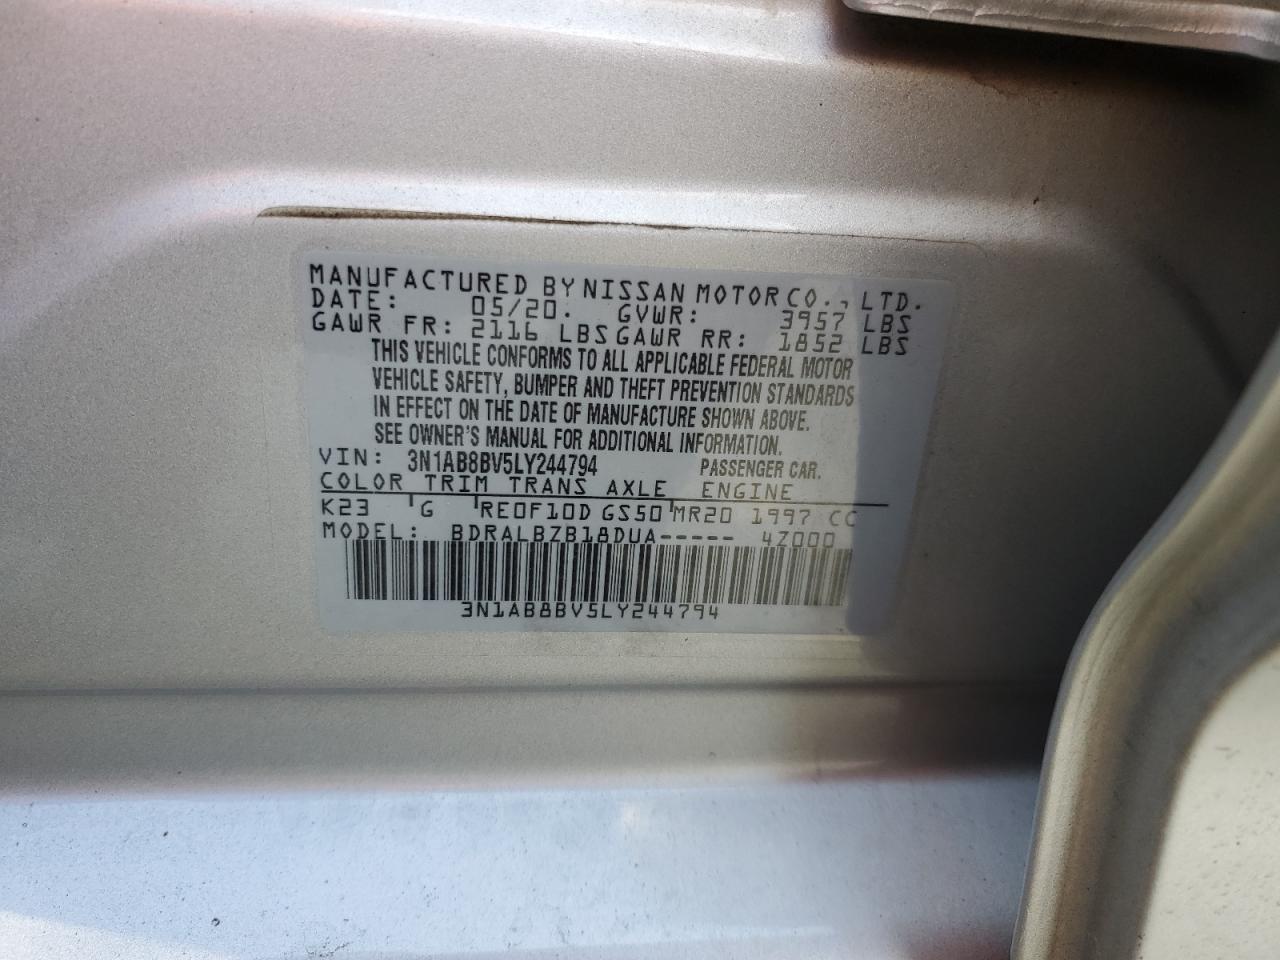 MANUFACTURED BY NISSAN MOTOR CO., LTD.
DATE: 05/20. GVWR: 3957 LBS
GAWR FR: 2116 LBS GAWR RR: 1852 LBS
THIS VEHICLE CONFORMS TO ALL APPLICABLE FEDERAL MOTOR
VEHICLE SAFETY, BUMPER AND THEFT PREVENTION STANDARDS
IN EFFECT ON THE DATE OF MANUFACTURE SHOWN ABOVE.
SEE OWNER'S MANUAL FOR ADDITIONAL INFORMATION.
VIN: 3N1AB8BV5LY244794 PASSENGER CAR.
COLOR TRIM TRANS AXLE ENGINE
K23 G RE0F10D GS50 MR20 1997 CC
MODEL: BDRALBZB18DUA----- 4Z000
3N1AB8BV5LY244794